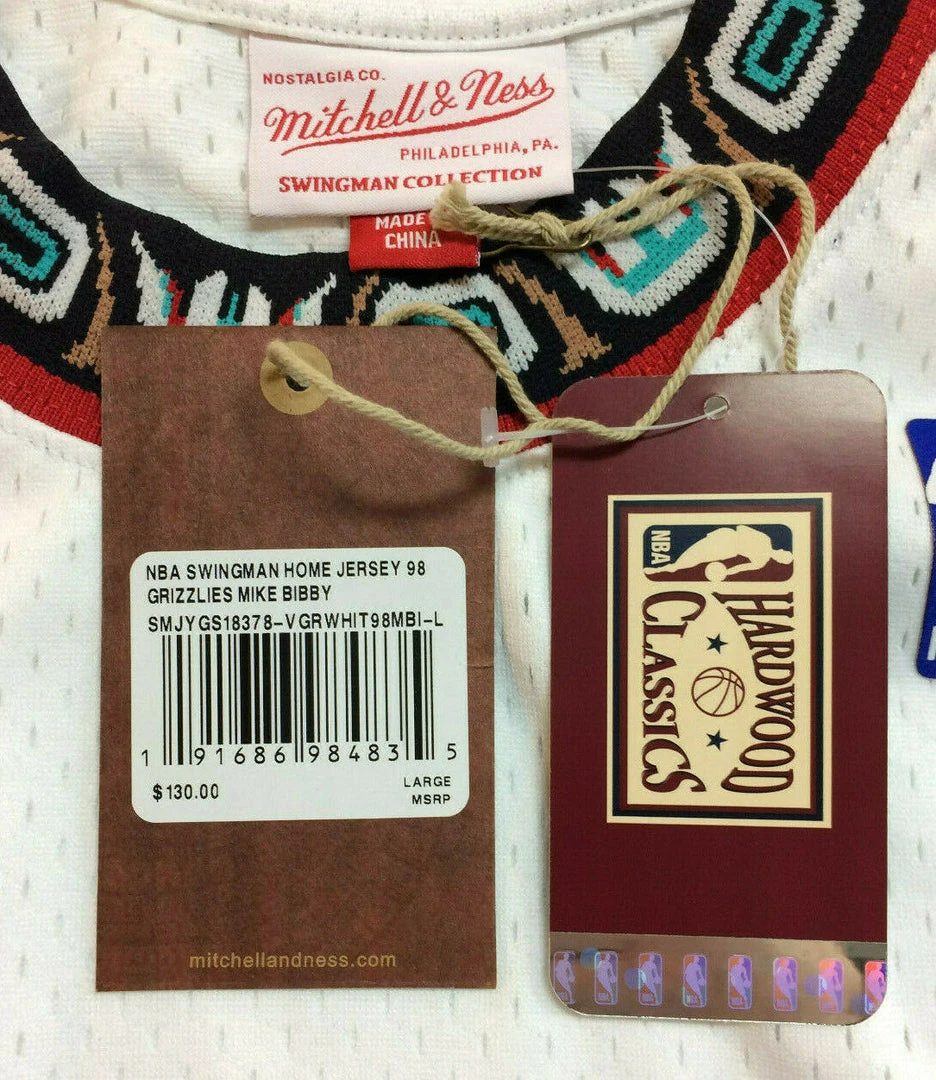 NOSTALGIA CO.
Mitchell & Ness
PHILADELPHIA, PA.
SWINGMAN COLLECTION
MADE
CHINA
NBA SWINGMAN HOME JERSEY 98
GRIZZLIES MIKE BIBBY
SMJYGS18378-VGRWHIT98MBI-L
1 91686 98483 5
$130.00
LARGE
MSRP
mitchellandness.com
NBA
HARDWOOD
CLASSICS